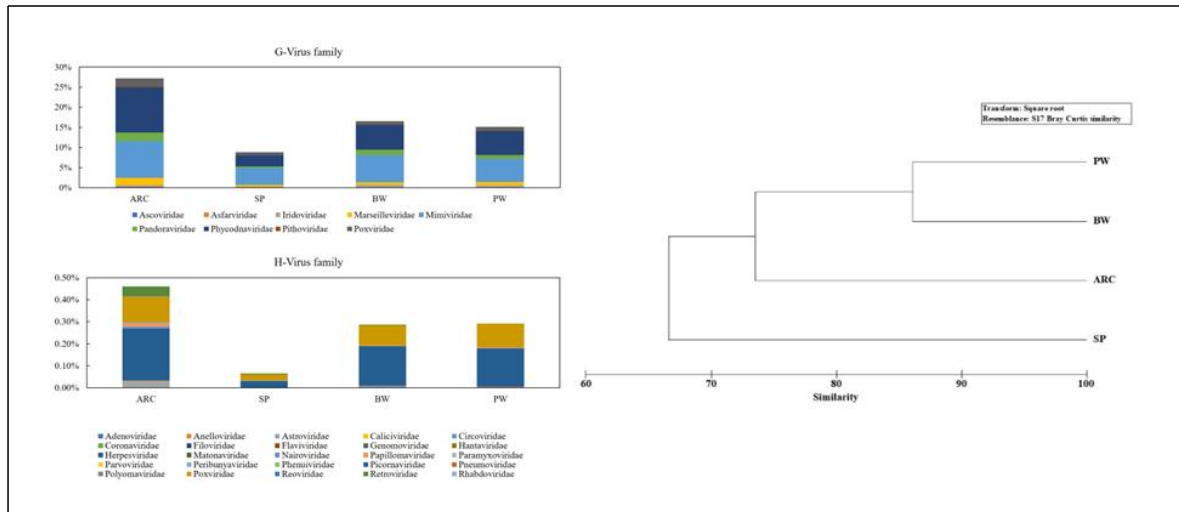 G-Virus family
30%
25%
20%
15%
10%
5%
0%
ARC SP BW PW
Ascoviridae Asfarviridae Iridoviridae Marseilleviridae Mimiviridae
Pandoraviridae Phycodnaviridae Pithoviridae Poxviridae
H-Virus family
0.50%
0.40%
0.30%
0.20%
0.10%
0.00%
ARC SP BW PW
Adenoviridae Anelloviridae Astroviridae Caliciviridae Circoviridae
Coronaviridae Filoviridae Flaviviridae Genomoviridae Hantaviridae
Herpesviridae Matonaviridae Nairoviridae Papillomaviridae Paramyxoviridae
Parvoviridae Peribunyaviridae Phenuiviridae Picornaviridae Pneumoviridae
Polyomaviridae Poxviridae Reoviridae Retroviridae Rhabdoviridae
Transform: Square root
Resemblance: S17 Bray Curtis similarity
PW
BW
ARC
SP
60 70 80 90 100
Similarity